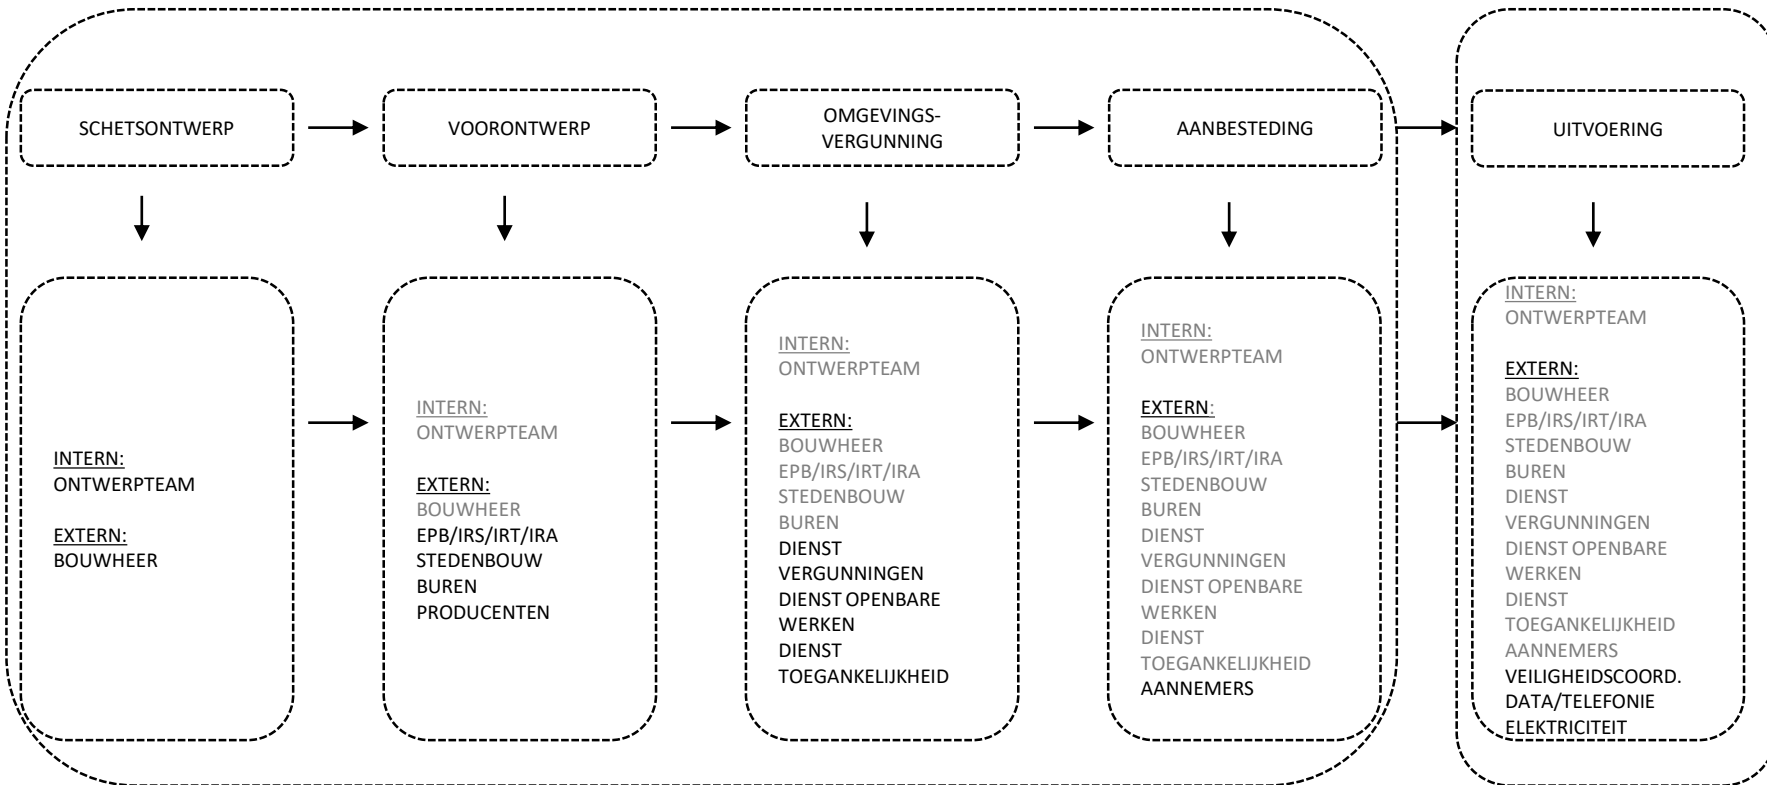 SCHETSONTWERP
VOORONTWERP
OMGEVINGS-
VERGUNNING
AANBESTEDING
UITVOERING
INTERN:
ONTWERPTEAM
EXTERN:
BOUWHEER
INTERN:
ONTWERPTEAM
EXTERN:
BOUWHEER
EPB/IRS/IRT/IRA
STEDENBOUW
BUREN
PRODUCENTEN
INTERN:
ONTWERPTEAM
EXTERN:
BOUWHEER
EPB/IRS/IRT/IRA
STEDENBOUW
BUREN
DIENST
VERGUNNINGEN
DIENST OPENBARE
WERKEN
DIENST
TOEGANKELIJKHEID
INTERN:
ONTWERPTEAM
EXTERN:
BOUWHEER
EPB/IRS/IRT/IRA
STEDENBOUW
BUREN
DIENST
VERGUNNINGEN
DIENST OPENBARE
WERKEN
DIENST
TOEGANKELIJKHEID
AANNEMERS
INTERN:
ONTWERPTEAM
EXTERN:
BOUWHEER
EPB/IRS/IRT/IRA
STEDENBOUW
BUREN
DIENST
VERGUNNINGEN
DIENST OPENBARE
WERKEN
DIENST
TOEGANKELIJKHEID
AANNEMERS
VEILIGHEIDSCOORD.
DATA/TELEFONIE
ELEKTRICITEIT